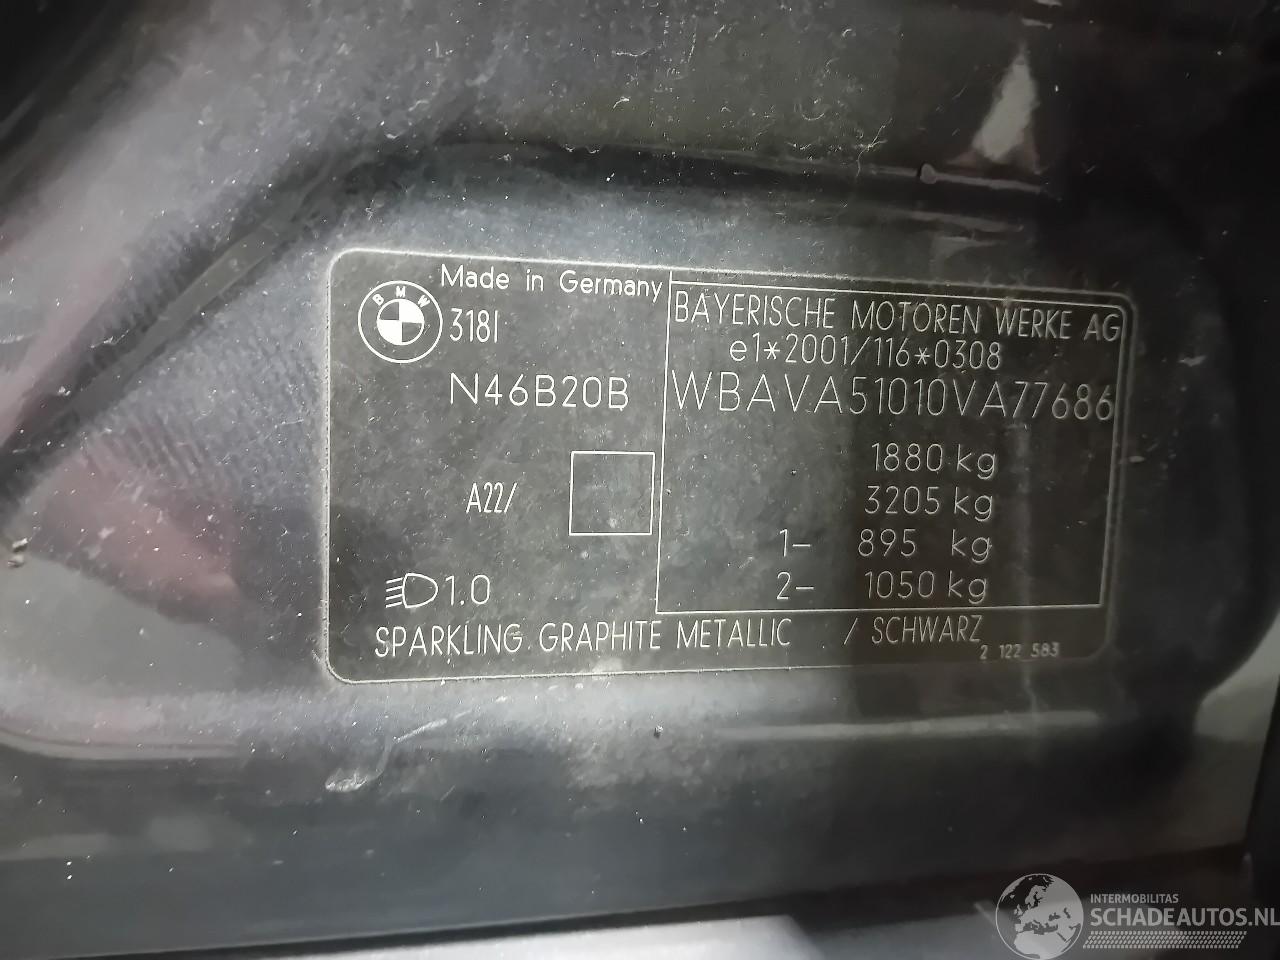 Made in Germany
BMW
318I
N46B20B
A22/
1.0
BAYERISCHE MOTOREN WERKE AG
e1*2001/116*0308
WBAVA51010VA77686
1880 kg
3205 kg
1- 895 kg
2- 1050 kg
SPARKLING GRAPHITE METALLIC / SCHWARZ
2 122 583
INTERMOBILITAS
SCHADEAUTOS.NL